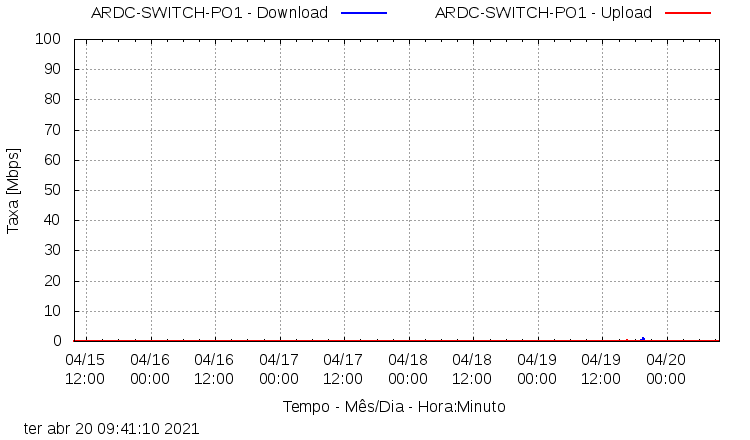 ARDC-SWITCH-PO1 - Download ARDC-SWITCH-PO1 - Upload
100
90
80
70
60
50
40
30
20
10
0
Taxa [Mbps]
04/15 04/16 04/16 04/17 04/17 04/18 04/18 04/19 04/19 04/20
12:00 00:00 12:00 00:00 12:00 00:00 12:00 00:00 12:00 00:00
Tempo - Mês/Dia - Hora:Minuto
ter abr 20 09:41:10 2021